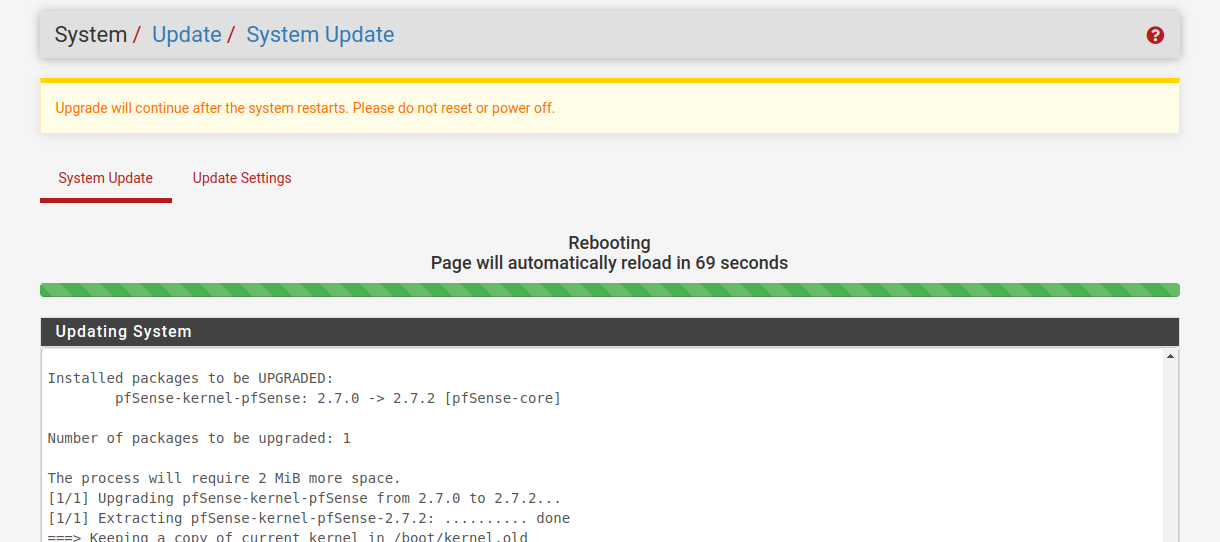 System / Update / System Update
Upgrade will continue after the system restarts. Please do not reset or power off.
System Update Update Settings
Rebooting
Page will automatically reload in 69 seconds
Updating System
Installed packages to be UPGRADED:
pfSense-kernel-pfSense: 2.7.0 -> 2.7.2 [pfSense-core]
Number of packages to be upgraded: 1
The process will require 2 MiB more space.
[1/1] Upgrading pfSense-kernel-pfSense from 2.7.0 to 2.7.2...
[1/1] Extracting pfSense-kernel-pfSense-2.7.2: .......... done
===> Keeping a copy of current kernel in /boot/kernel.old